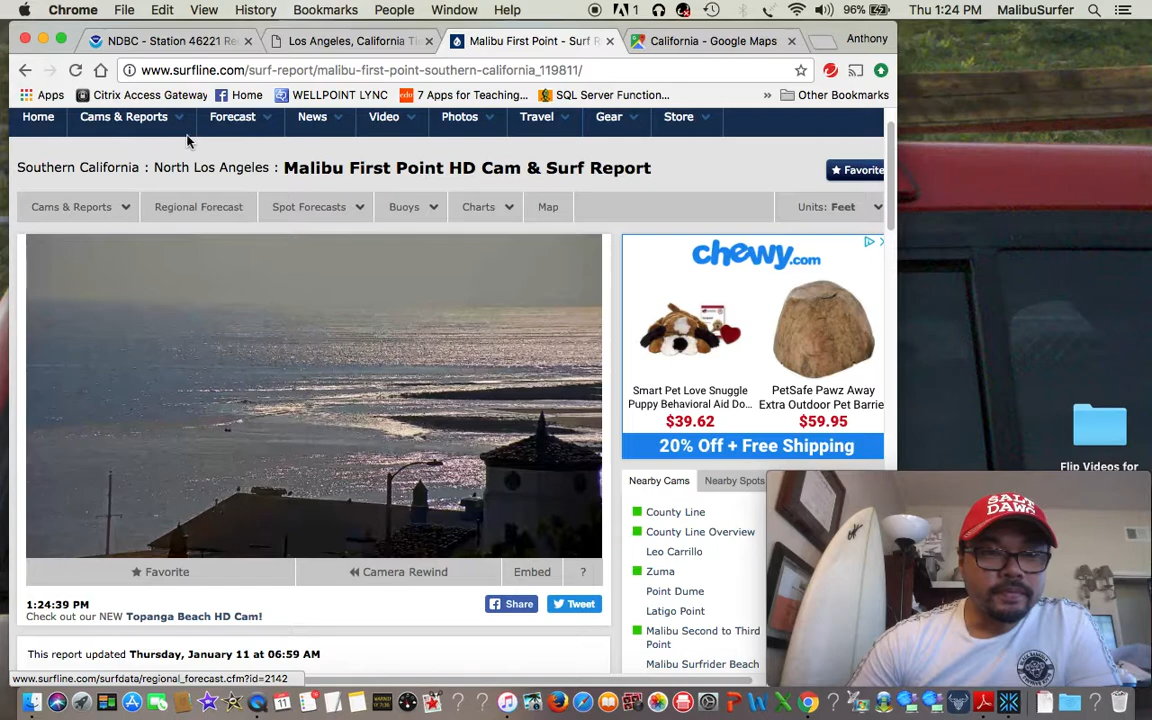 Chrome File Edit View History Bookmarks People Window Help 96% Thu 1:24 PM MalibuSurfer
NDBC - Station 46221 Re Los Angeles, California Ti Malibu First Point - Surf R California - Google Maps Anthony
www.surfline.com/surf-report/malibu-first-point-southern-california_119811/
Apps Citrix Access Gateway Home WELLPOINT LYNC 7 Apps for Teaching... SQL Server Function... » Other Bookmarks
Home Cams & Reports Forecast News Video Photos Travel Gear Store
Southern California : North Los Angeles : Malibu First Point HD Cam & Surf Report Favorite
Cams & Reports Regional Forecast Spot Forecasts Buoys Charts Map Units: Feet
chewy.com
Smart Pet Love Snuggle
Puppy Behavioral Aid Do...
$39.62
PetSafe Pawz Away
Extra Outdoor Pet Barrie
$59.95
20% Off + Free Shipping
Nearby Cams Nearby Spots
County Line
County Line Overview
Leo Carrillo
Zuma
Point Dume
Latigo Point
Malibu Second to Third
Point
Malibu Surfrider Beach
Favorite Camera Rewind Embed ?
1:24:39 PM
Check out our NEW Topanga Beach HD Cam!
Share Tweet
This report updated Thursday, January 11 at 06:59 AM
www.surfline.com/surfdata/regional_forecast.cfm?id=2142
Flip Videos for
SALT
DAWG